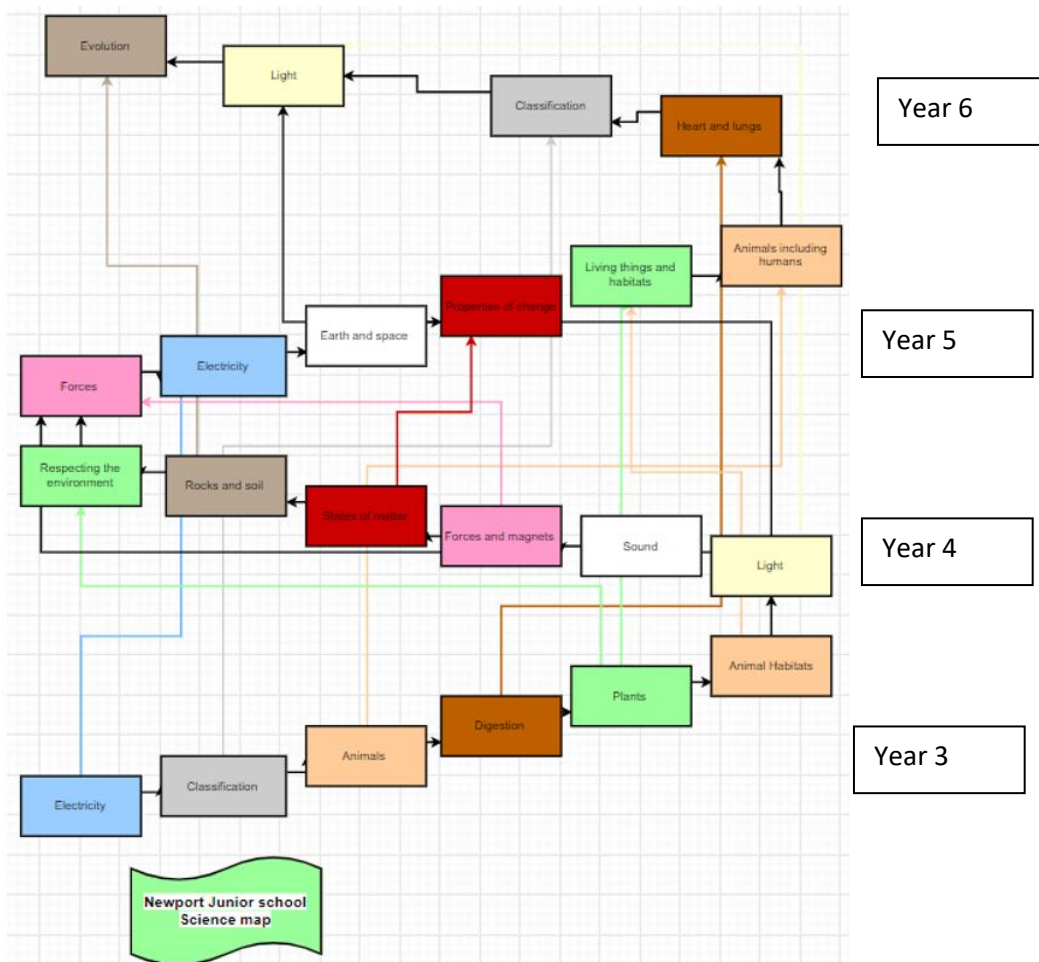 Evolution
Light
Classification
Heart and lungs
Year 6
Animals including
humans
Living things and
habitats
Properties of change
Earth and space
Electricity
Forces
Year 5
Respecting the
environment
Rocks and soil
States of matter
Forces and magnets
Sound
Light
Year 4
Animal Habitats
Plants
Digestion
Animals
Classification
Electricity
Year 3
Newport Junior school
Science map